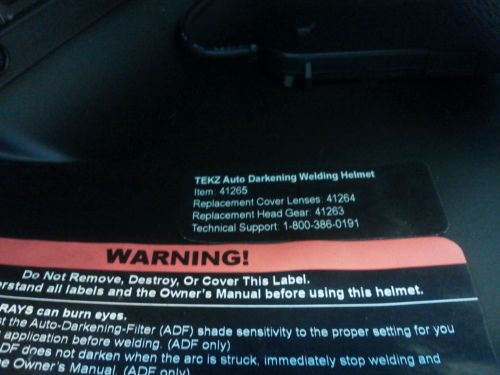 TEKZ Auto Darkening Welding Helmet
Item: 41265
Replacement Cover Lenses: 41264
Replacement Head Gear: 41263
Technical Support: 1-800-386-0191
WARNING!
Do Not Remove, Destroy, Or Cover This Label.
erstand all labels and the Owner's Manual before using this helmet.
RAYS can burn eyes.
t the Auto-Darkening-Filter (ADF) shade sensitivity to the proper setting for you
application before welding. (ADF only)
DF does not darken when the arc is struck, immediately stop welding and
e Owner's Manual. (ADF only)